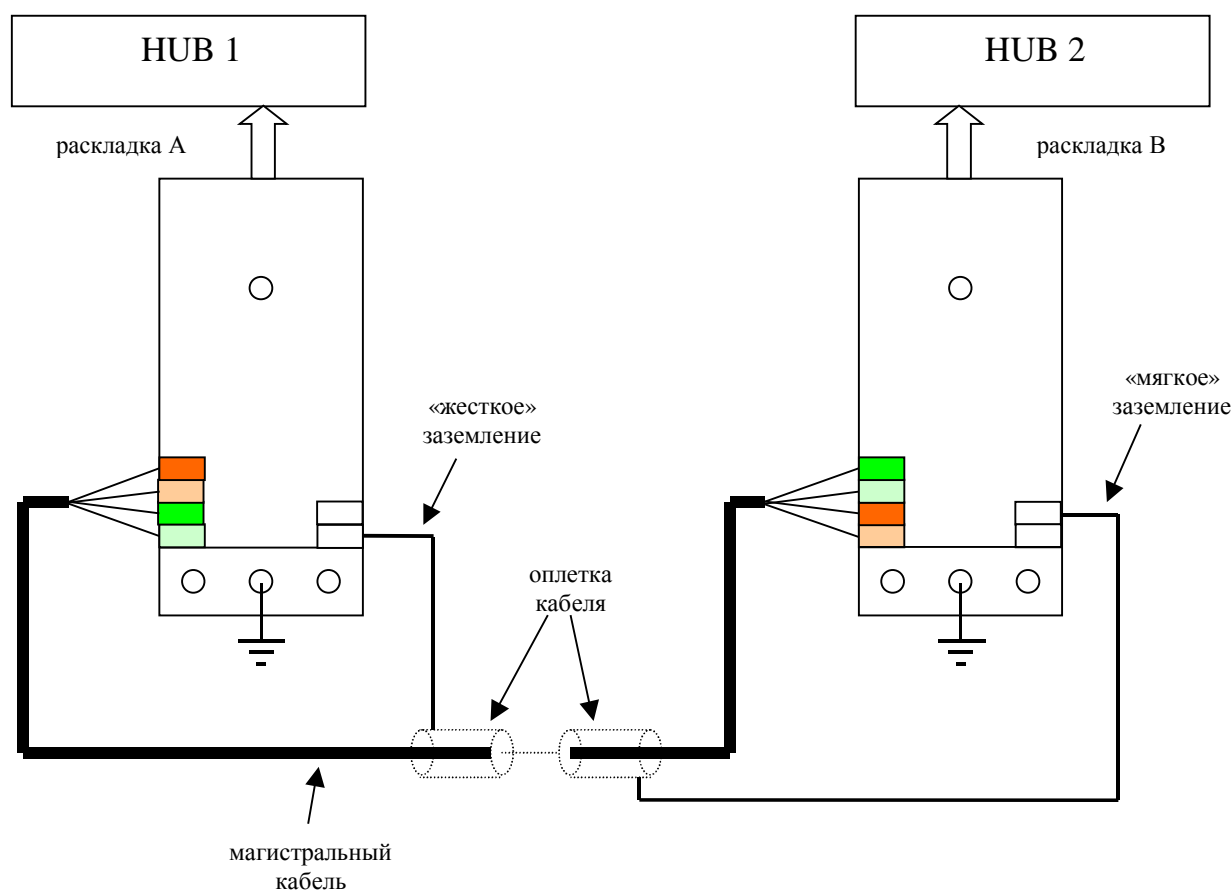 HUB 1
HUB 2
раскладка А
раскладка В
«жесткое»
заземление
«мягкое»
заземление
оплетка
кабеля
магистральный
кабель